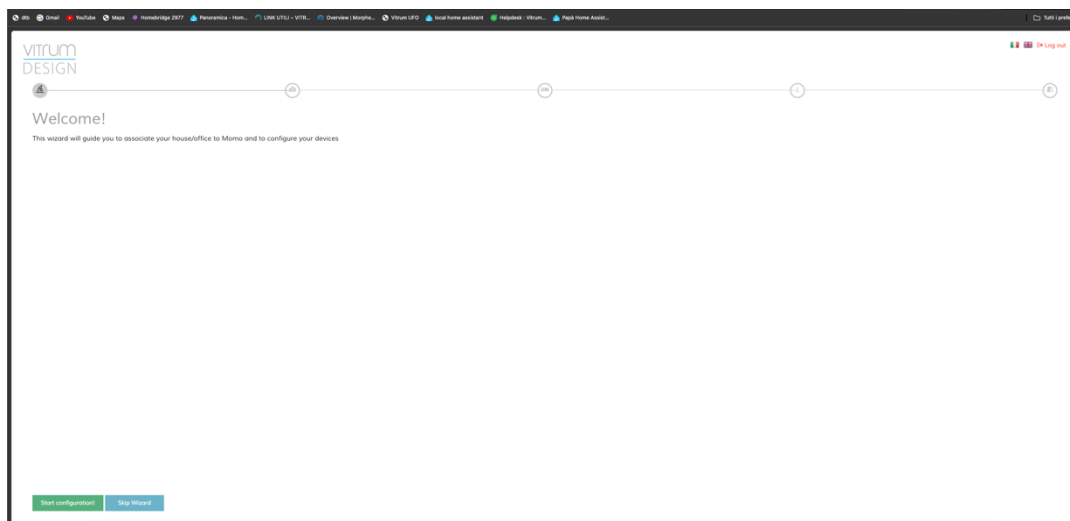 dtb Gmail YouTube Maps Homebridge 2977 Panoramica - Hom... LINK UTILI – VITR... Overview | Morphe... Vitrum UFO local home assistant Helpdesk : Vitrum... Papà Home Assist... Tutti i prefe
VITRUM
DESIGN
Log out
Welcome!
This wizard will guide you to associate your house/office to Momo and to configure your devices
Start configuration! Skip Wizard